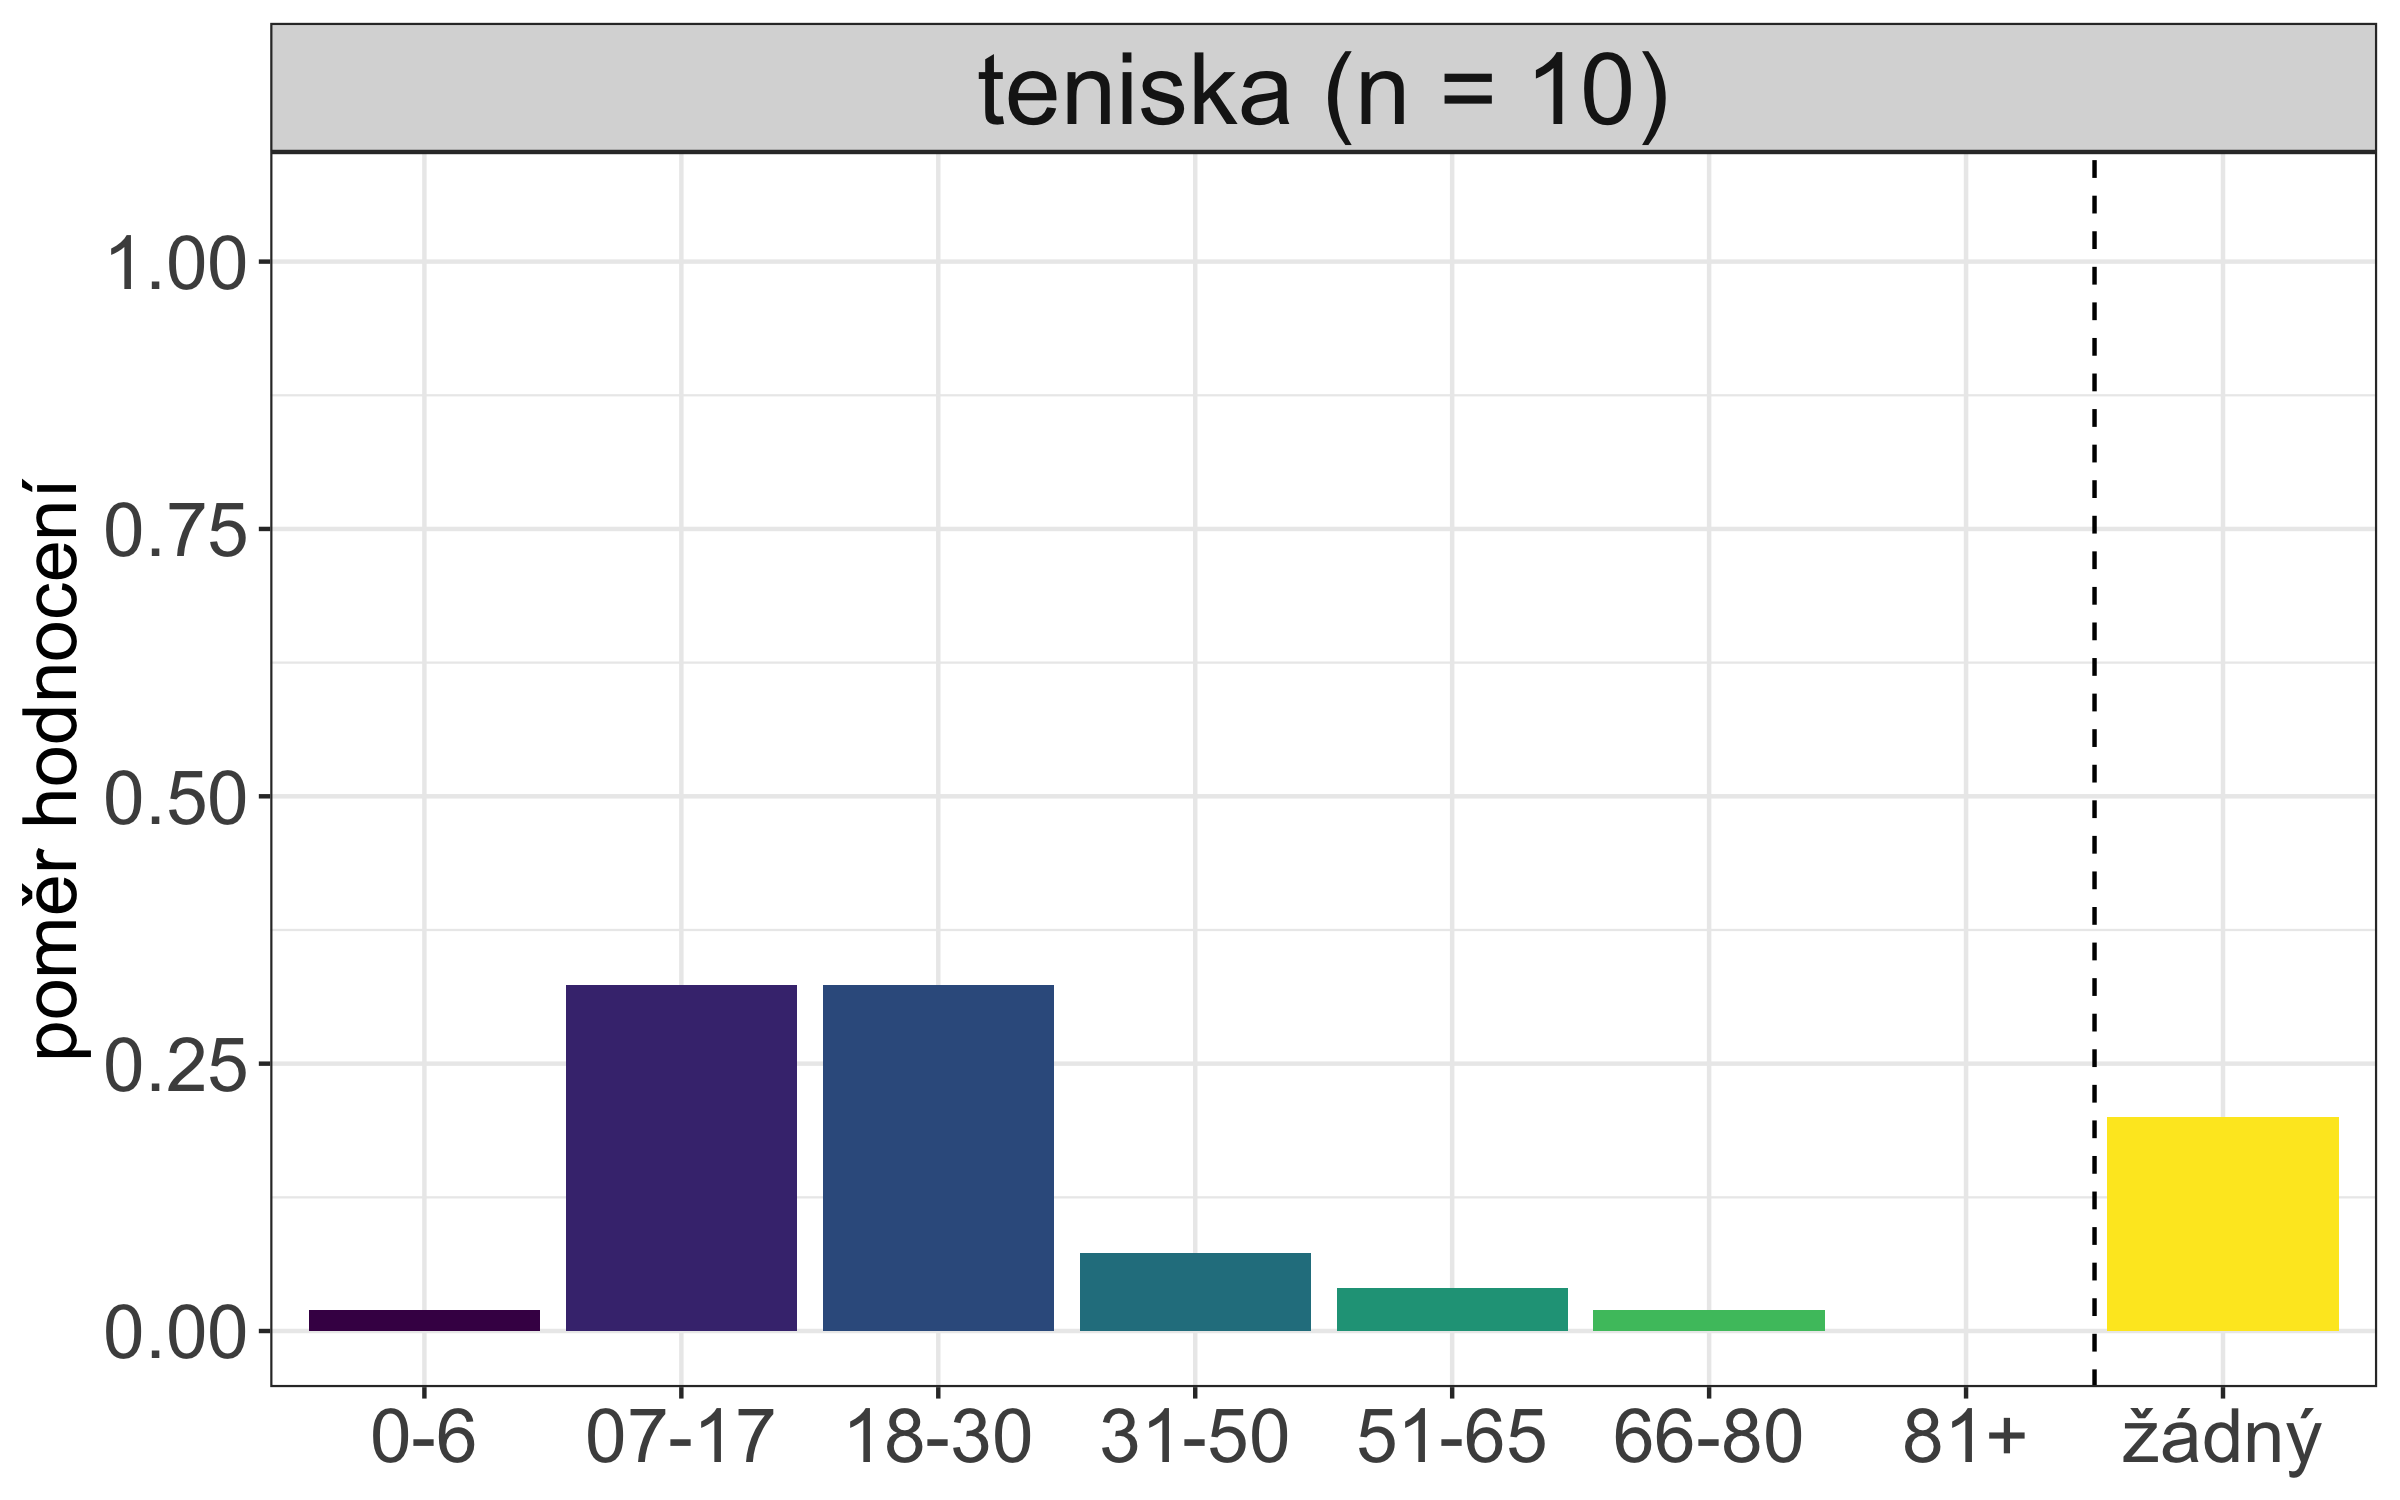 teniska (n = 10)
poměr hodnocení
1.00
0.75
0.50
0.25
0.00
0-6 07-17 18-30 31-50 51-65 66-80 81+ žádný